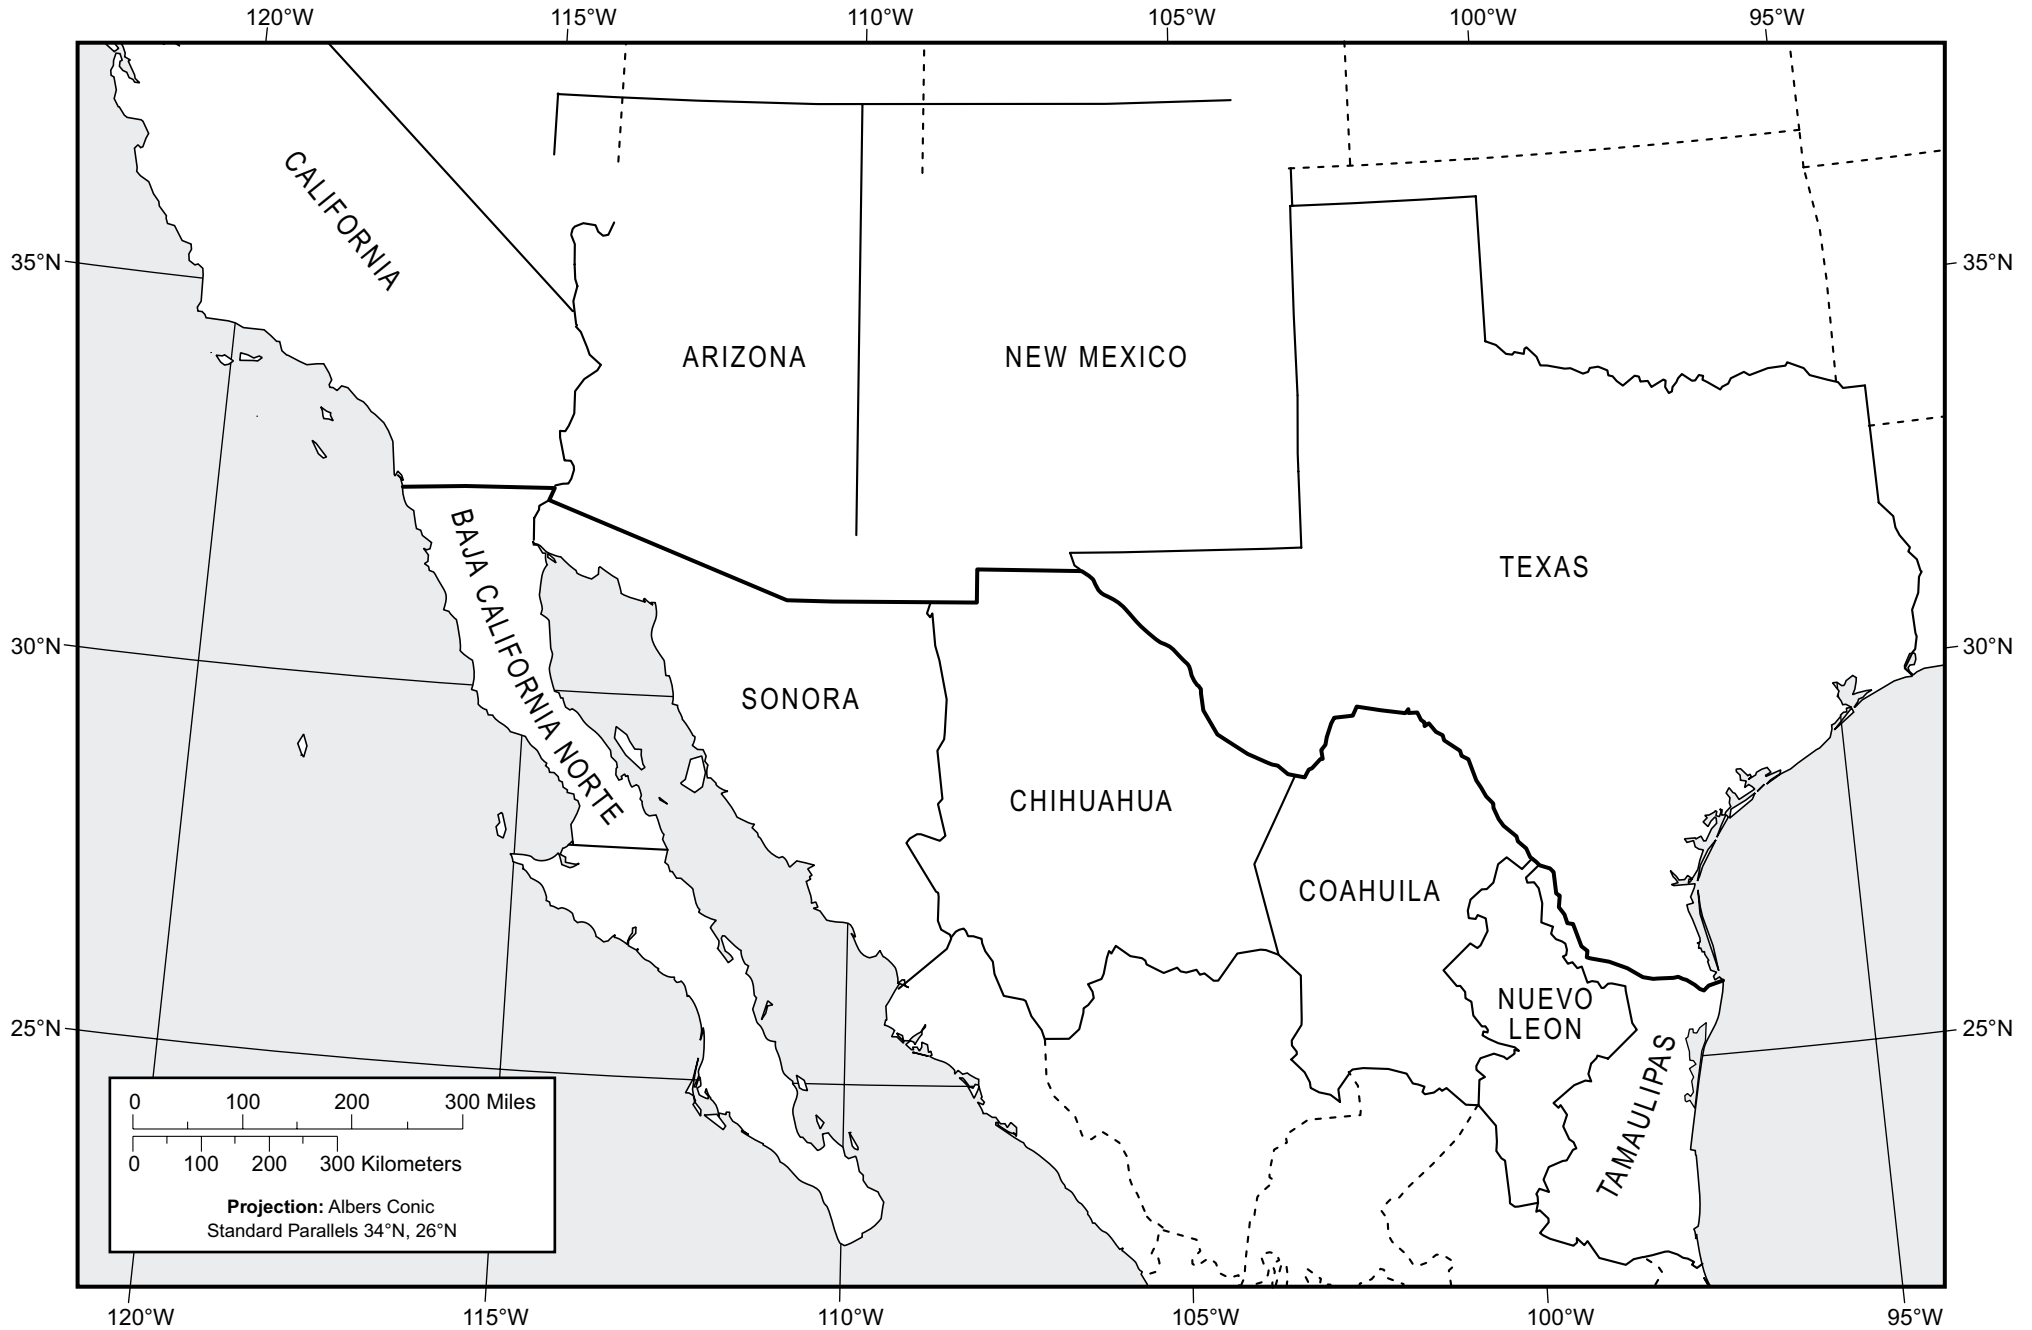 120°W 115°W 110°W 105°W 100°W 95°W
CALIFORNIA
35°N 35°N
ARIZONA NEW MEXICO
TEXAS
BAJA CALIFORNIA NORTE
30°N 30°N
SONORA
CHIHUAHUA
COAHUILA
NUEVO
LEON
25°N 25°N
TAMAULIPAS
0 100 200 300 Miles
0 100 200 300 Kilometers
Projection: Albers Conic
Standard Parallels 34°N, 26°N
120°W 115°W 110°W 105°W 100°W 95°W